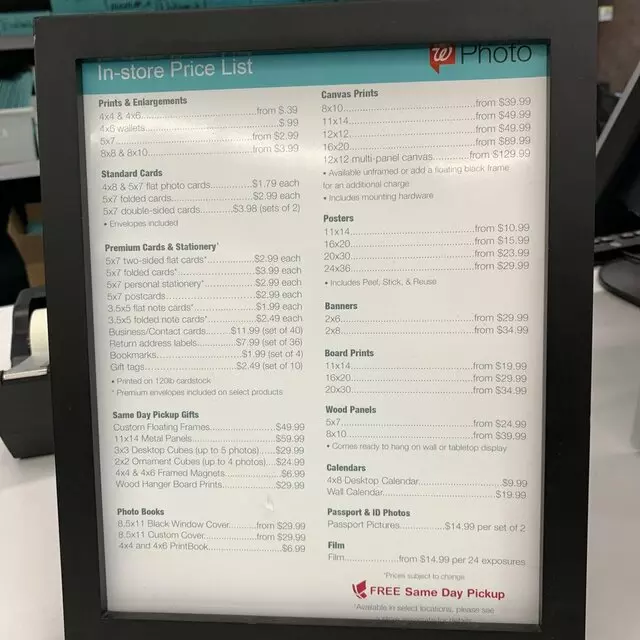 In-store Price List
W Photo
Prints & Enlargements
4x4 & 4x6......from $.39
4x6 wallets......$.99
5x7......from $2.99
8x8 & 8x10......from $3.99
Standard Cards
4x8 & 5x7 flat photo cards......$1.79 each
5x7 folded cards......$2.99 each
5x7 double-sided cards......$3.98 (sets of 2)
• Envelopes included
Premium Cards & Stationery*
5x7 two-sided flat cards*......$2.99 each
5x7 folded cards*......$3.99 each
5x7 personal stationery*......$2.99 each
5x7 postcards......$2.99 each
3.5x5 flat note cards*......$1.99 each
3.5x5 folded note cards*......$2.49 each
Business/Contact cards......$11.99 (set of 40)
Return address labels......$7.99 (set of 36)
Bookmarks......$1.99 (set of 4)
Gift tags......$2.49 (set of 10)
• Printed on 120lb cardstock
* Premium envelopes included on select products
Same Day Pickup Gifts
Custom Floating Frames......$49.99
11x14 Metal Panels......$59.99
3x3 Desktop Cubes (up to 5 photos)......$29.99
2x2 Ornament Cubes (up to 4 photos)......$24.99
4x4 & 4x6 Framed Magnets......$6.99
Wood Hanger Board Prints......$29.99
Photo Books
8.5x11 Black Window Cover......from $29.99
8.5x11 Custom Cover......from $29.99
4x4 and 4x6 PrintBook......$6.99
Canvas Prints
8x10......from $39.99
11x14......from $49.99
12x12......from $49.99
16x20......from $89.99
12x12 multi-panel canvas......from $129.99
• Available unframed or add a floating black frame
for an additional charge
• Includes mounting hardware
Posters
11x14......from $10.99
16x20......from $15.99
20x30......from $23.99
24x36......from $29.99
• Includes Peel, Stick, & Reuse
Banners
2x6......from $29.99
2x8......from $34.99
Board Prints
11x14......from $19.99
16x20......from $29.99
20x30......from $34.99
Wood Panels
5x7......from $24.99
8x10......from $39.99
• Comes ready to hang on wall or tabletop display
Calendars
4x8 Desktop Calendar......$9.99
Wall Calendar......$19.99
Passport & ID Photos
Passport Pictures......$14.99 per set of 2
Film
Film......from $14.99 per 24 exposures
*Prices subject to change
FREE Same Day Pickup
*Available in select locations, please see